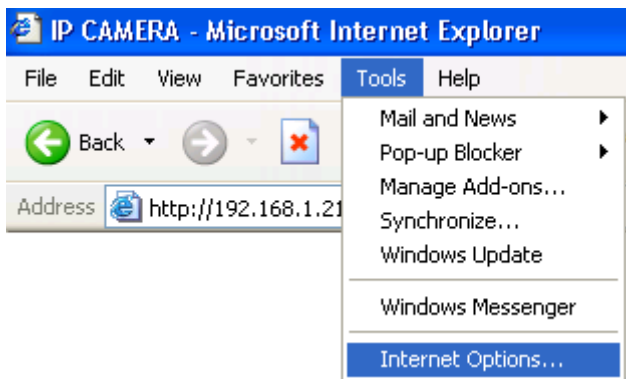 IP CAMERA - Microsoft Internet Explorer
File Edit View Favorites Tools Help
Mail and News
Back
Pop-up Blocker
Manage Add-ons...
Address http://192.168.1.21
Synchronize...
Windows Update
Windows Messenger
Internet Options...